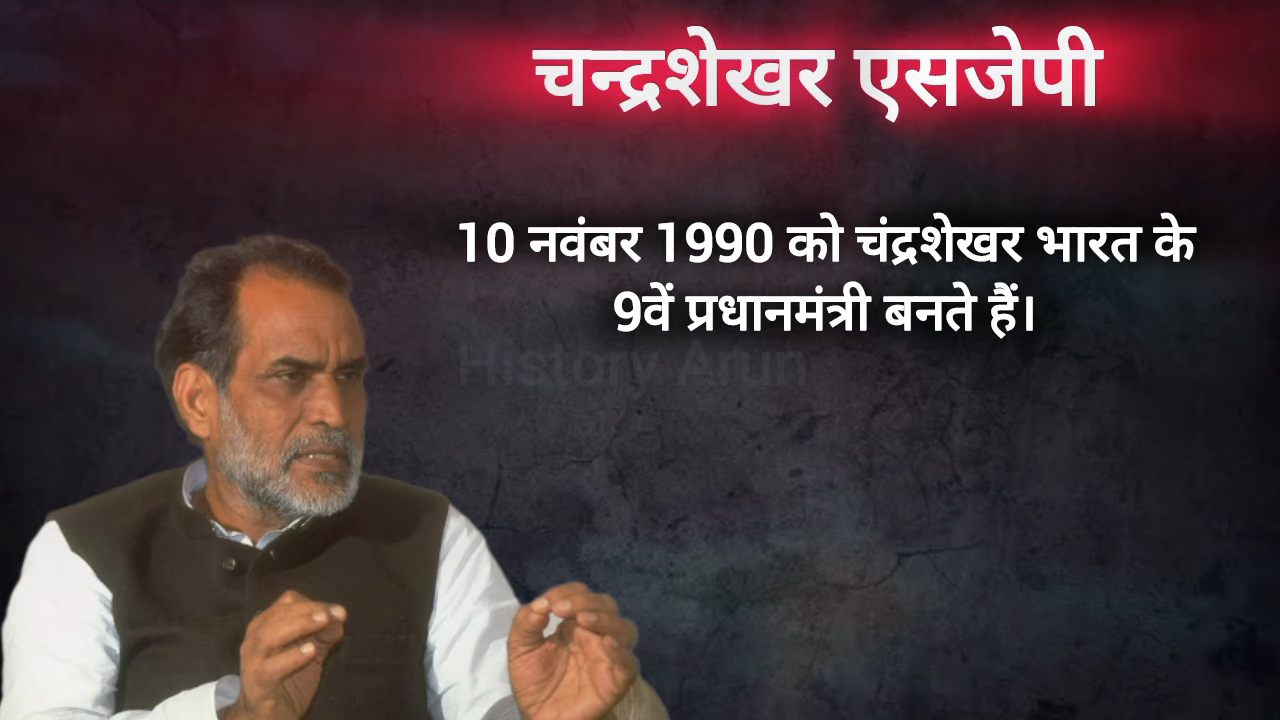 चन्द्रशेखर एसजेपी
10 नवंबर 1990 को चंद्रशेखर भारत के
9वें प्रधानमंत्री बनते हैं।
History Arun